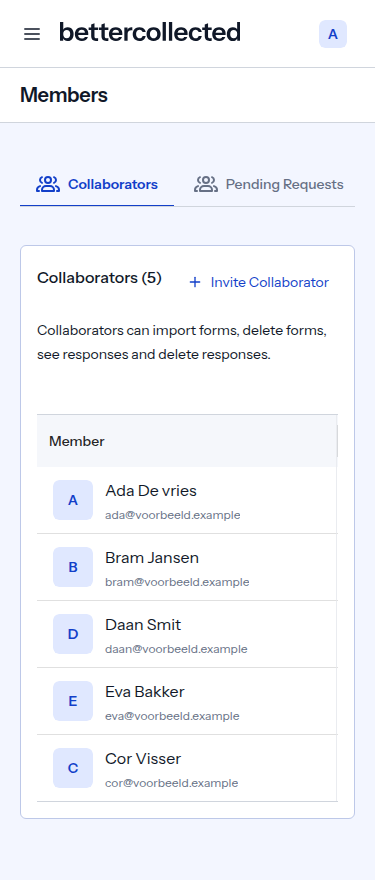 bettercollected
A
Members
Collaborators
Pending Requests
Collaborators (5)
Invite Collaborator
Collaborators can import forms, delete forms,
see responses and delete responses.
Member
A
Ada De vries
ada@voorbeeld.example
B
Bram Jansen
bram@voorbeeld.example
D
Daan Smit
daan@voorbeeld.example
E
Eva Bakker
eva@voorbeeld.example
C
Cor Visser
cor@voorbeeld.example